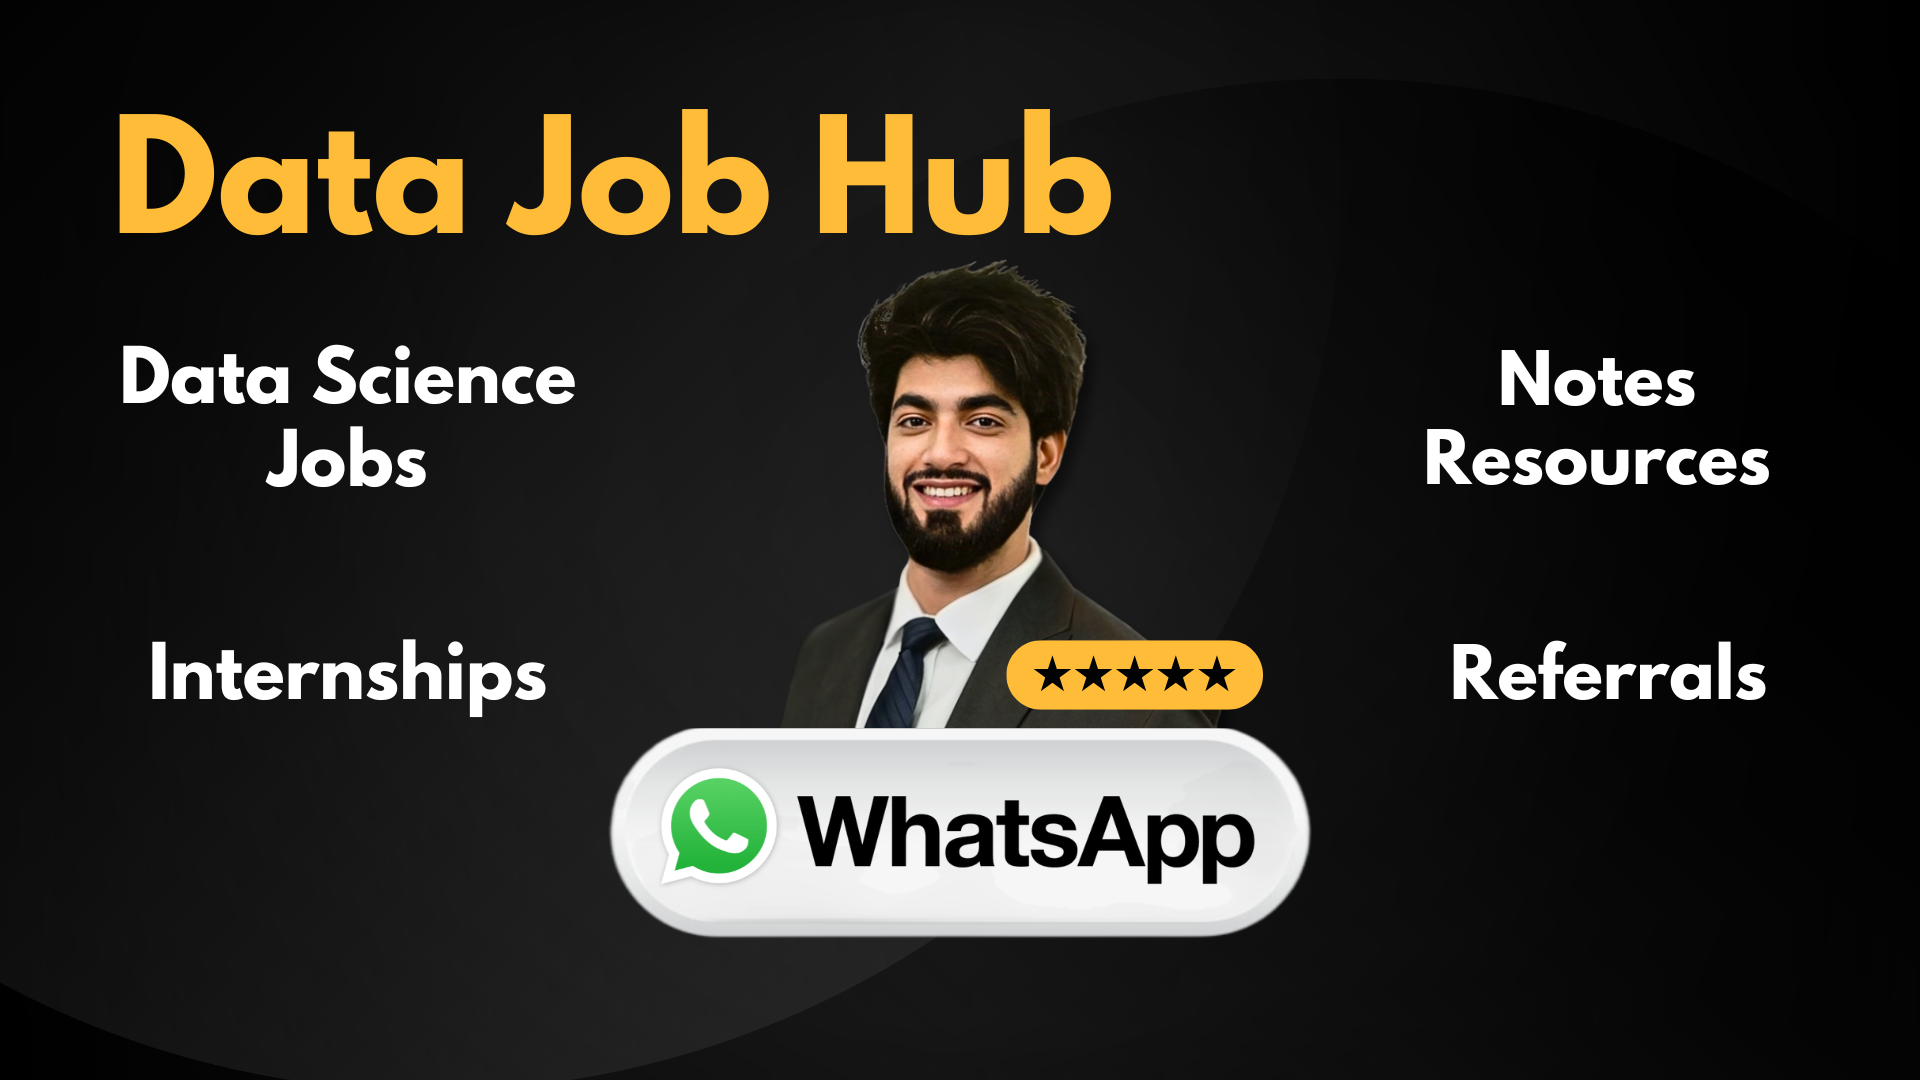 Data Job Hub
Data Science
Jobs
Notes
Resources
Internships
Referrals
WhatsApp